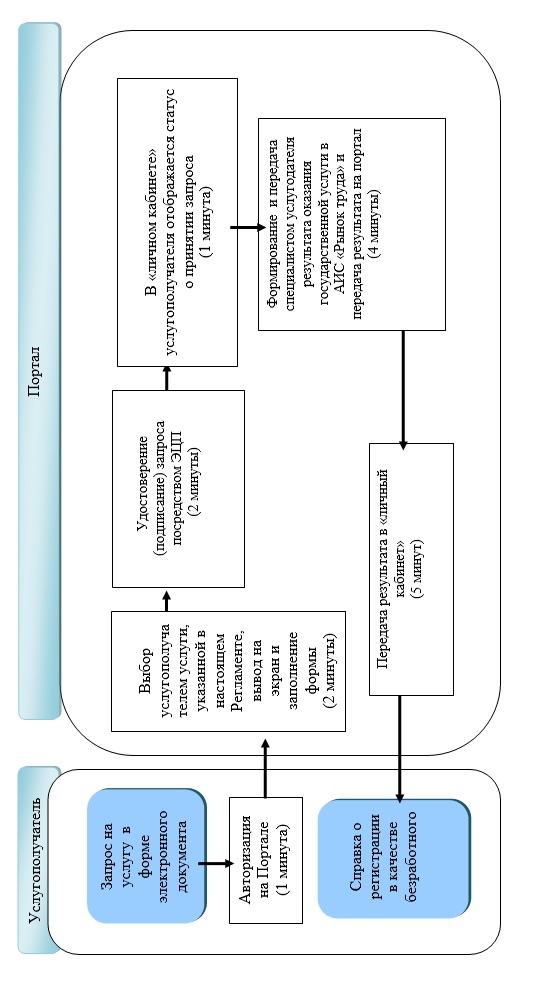 Услугополучатель
Портал
Запрос на
услугу в
форме
электронного
документа
Авторизация
на Портале
(1 минута)
Выбор
услугополуча
телем услуги,
указанной в
настоящем
Регламенте,
вывод на
экран и
заполнение
формы
(2 минуты)
Удостоверение
(подписание) запроса
посредством ЭЦП
(2 минуты)
В «личном кабинете»
услугополучателя отображается статус
о принятии запроса
(1 минута)
Формирование и передача
специалистом услугодателя
результата оказания
государственной услуги в
АИС «Рынок труда» и
передача результата на портал
(4 минуты)
Передача результата в «личный
кабинет»
(5 минут)
Справка о
регистрации
в качестве
безработного